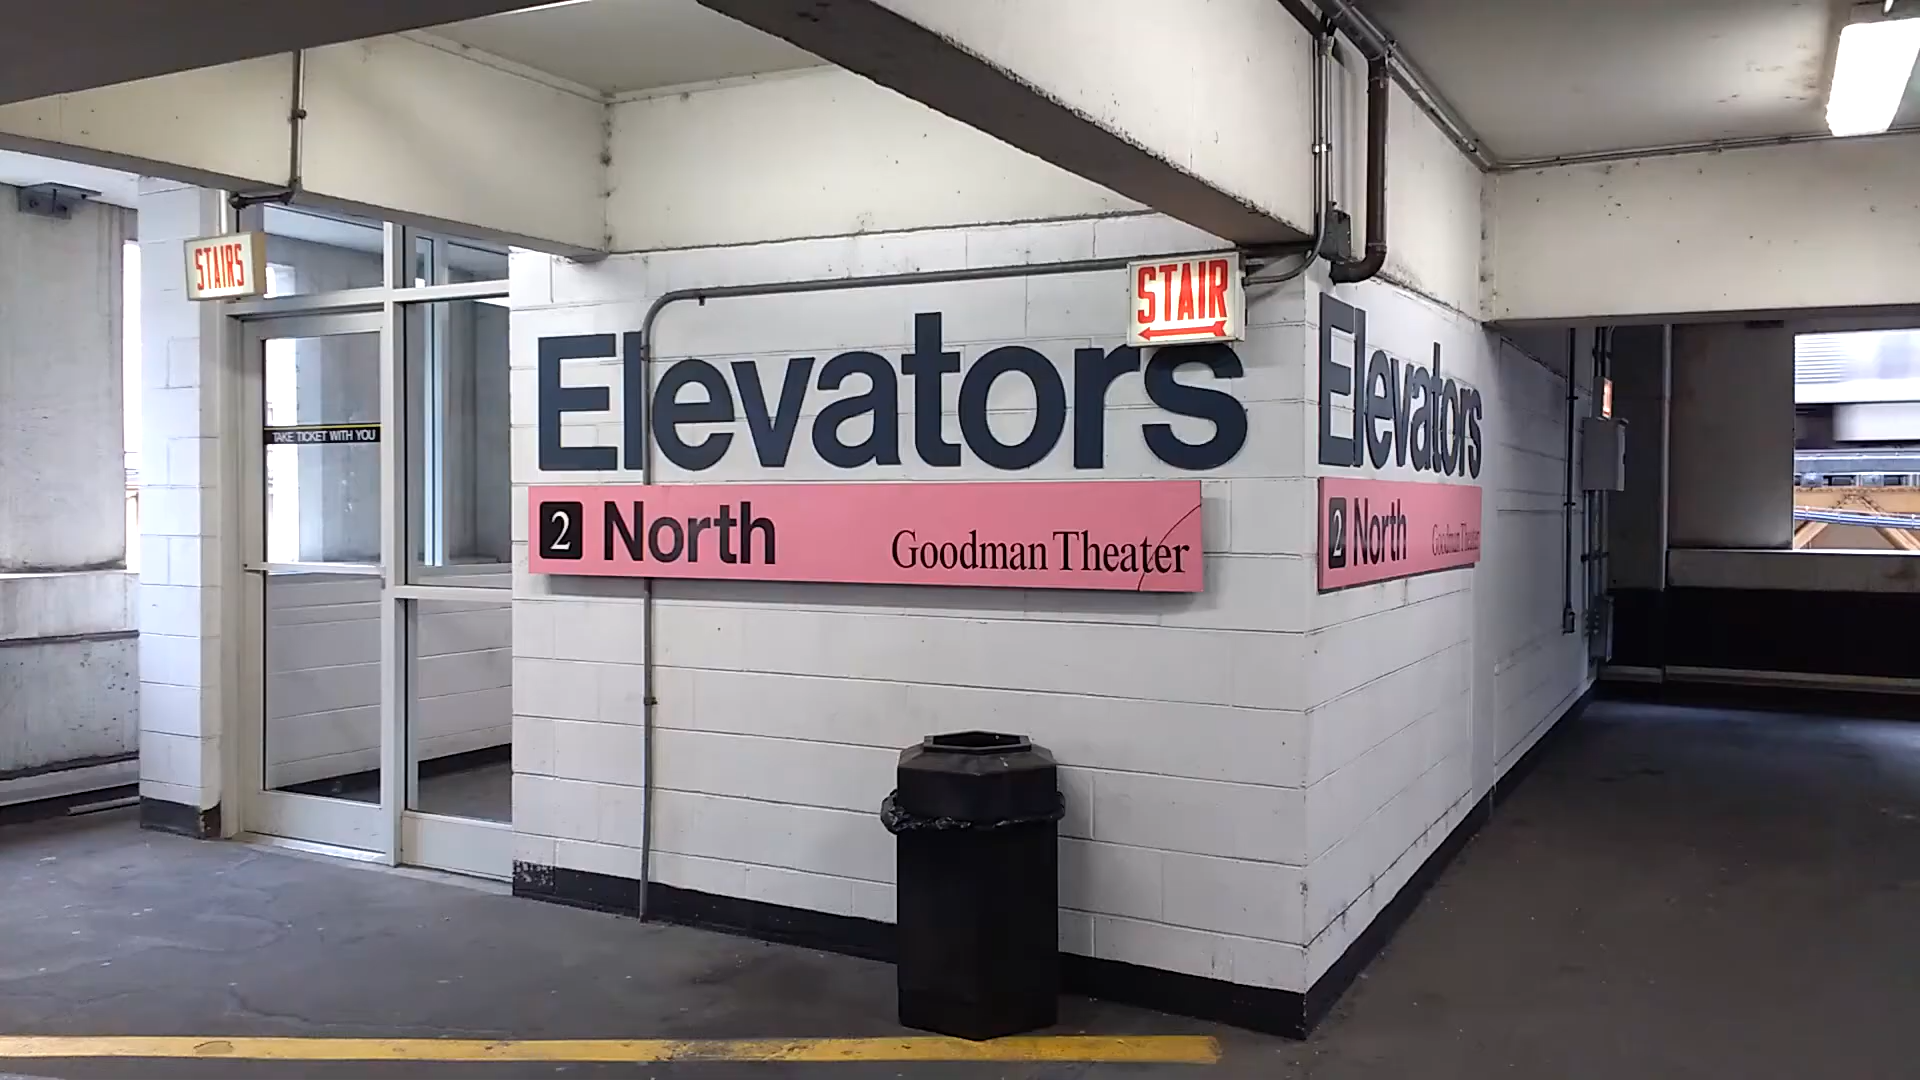 STAIRS
TAKE TICKET WITH YOU
STAIR
Elevators
2 North Goodman Theater
Elevators
2 North Goodman Theater